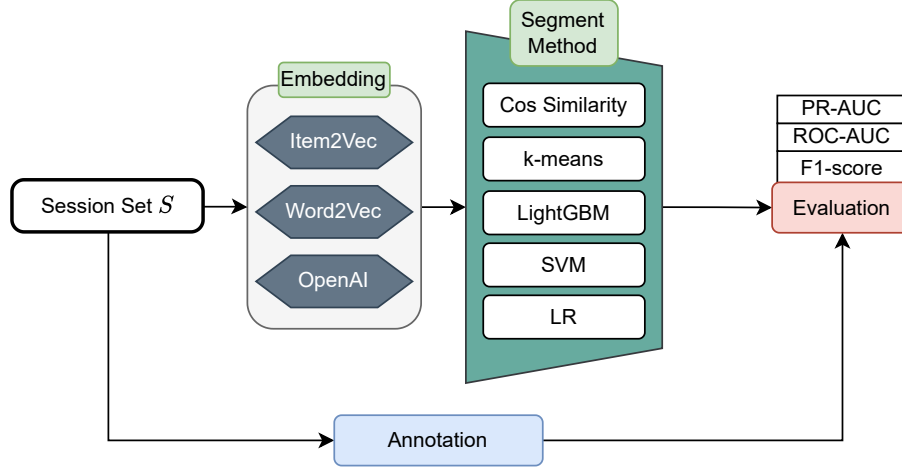 Session Set S
Embedding
Item2Vec
Word2Vec
OpenAI
Segment
Method
Cos Similarity
k-means
LightGBM
SVM
LR
PR-AUC
ROC-AUC
F1-score
Evaluation
Annotation